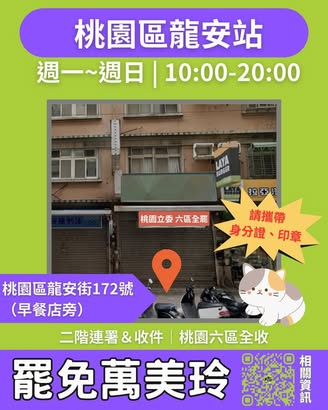 桃園區龍安站
週一~週日 | 10:00-20:00
LAYA
BURGER
桃園立委 六區全罷
請攜帶
身分證、印章
桃園區龍安街172號
（早餐店旁）
二階連署＆收件｜桃園六區全收
罷免萬美玲
相關資訊